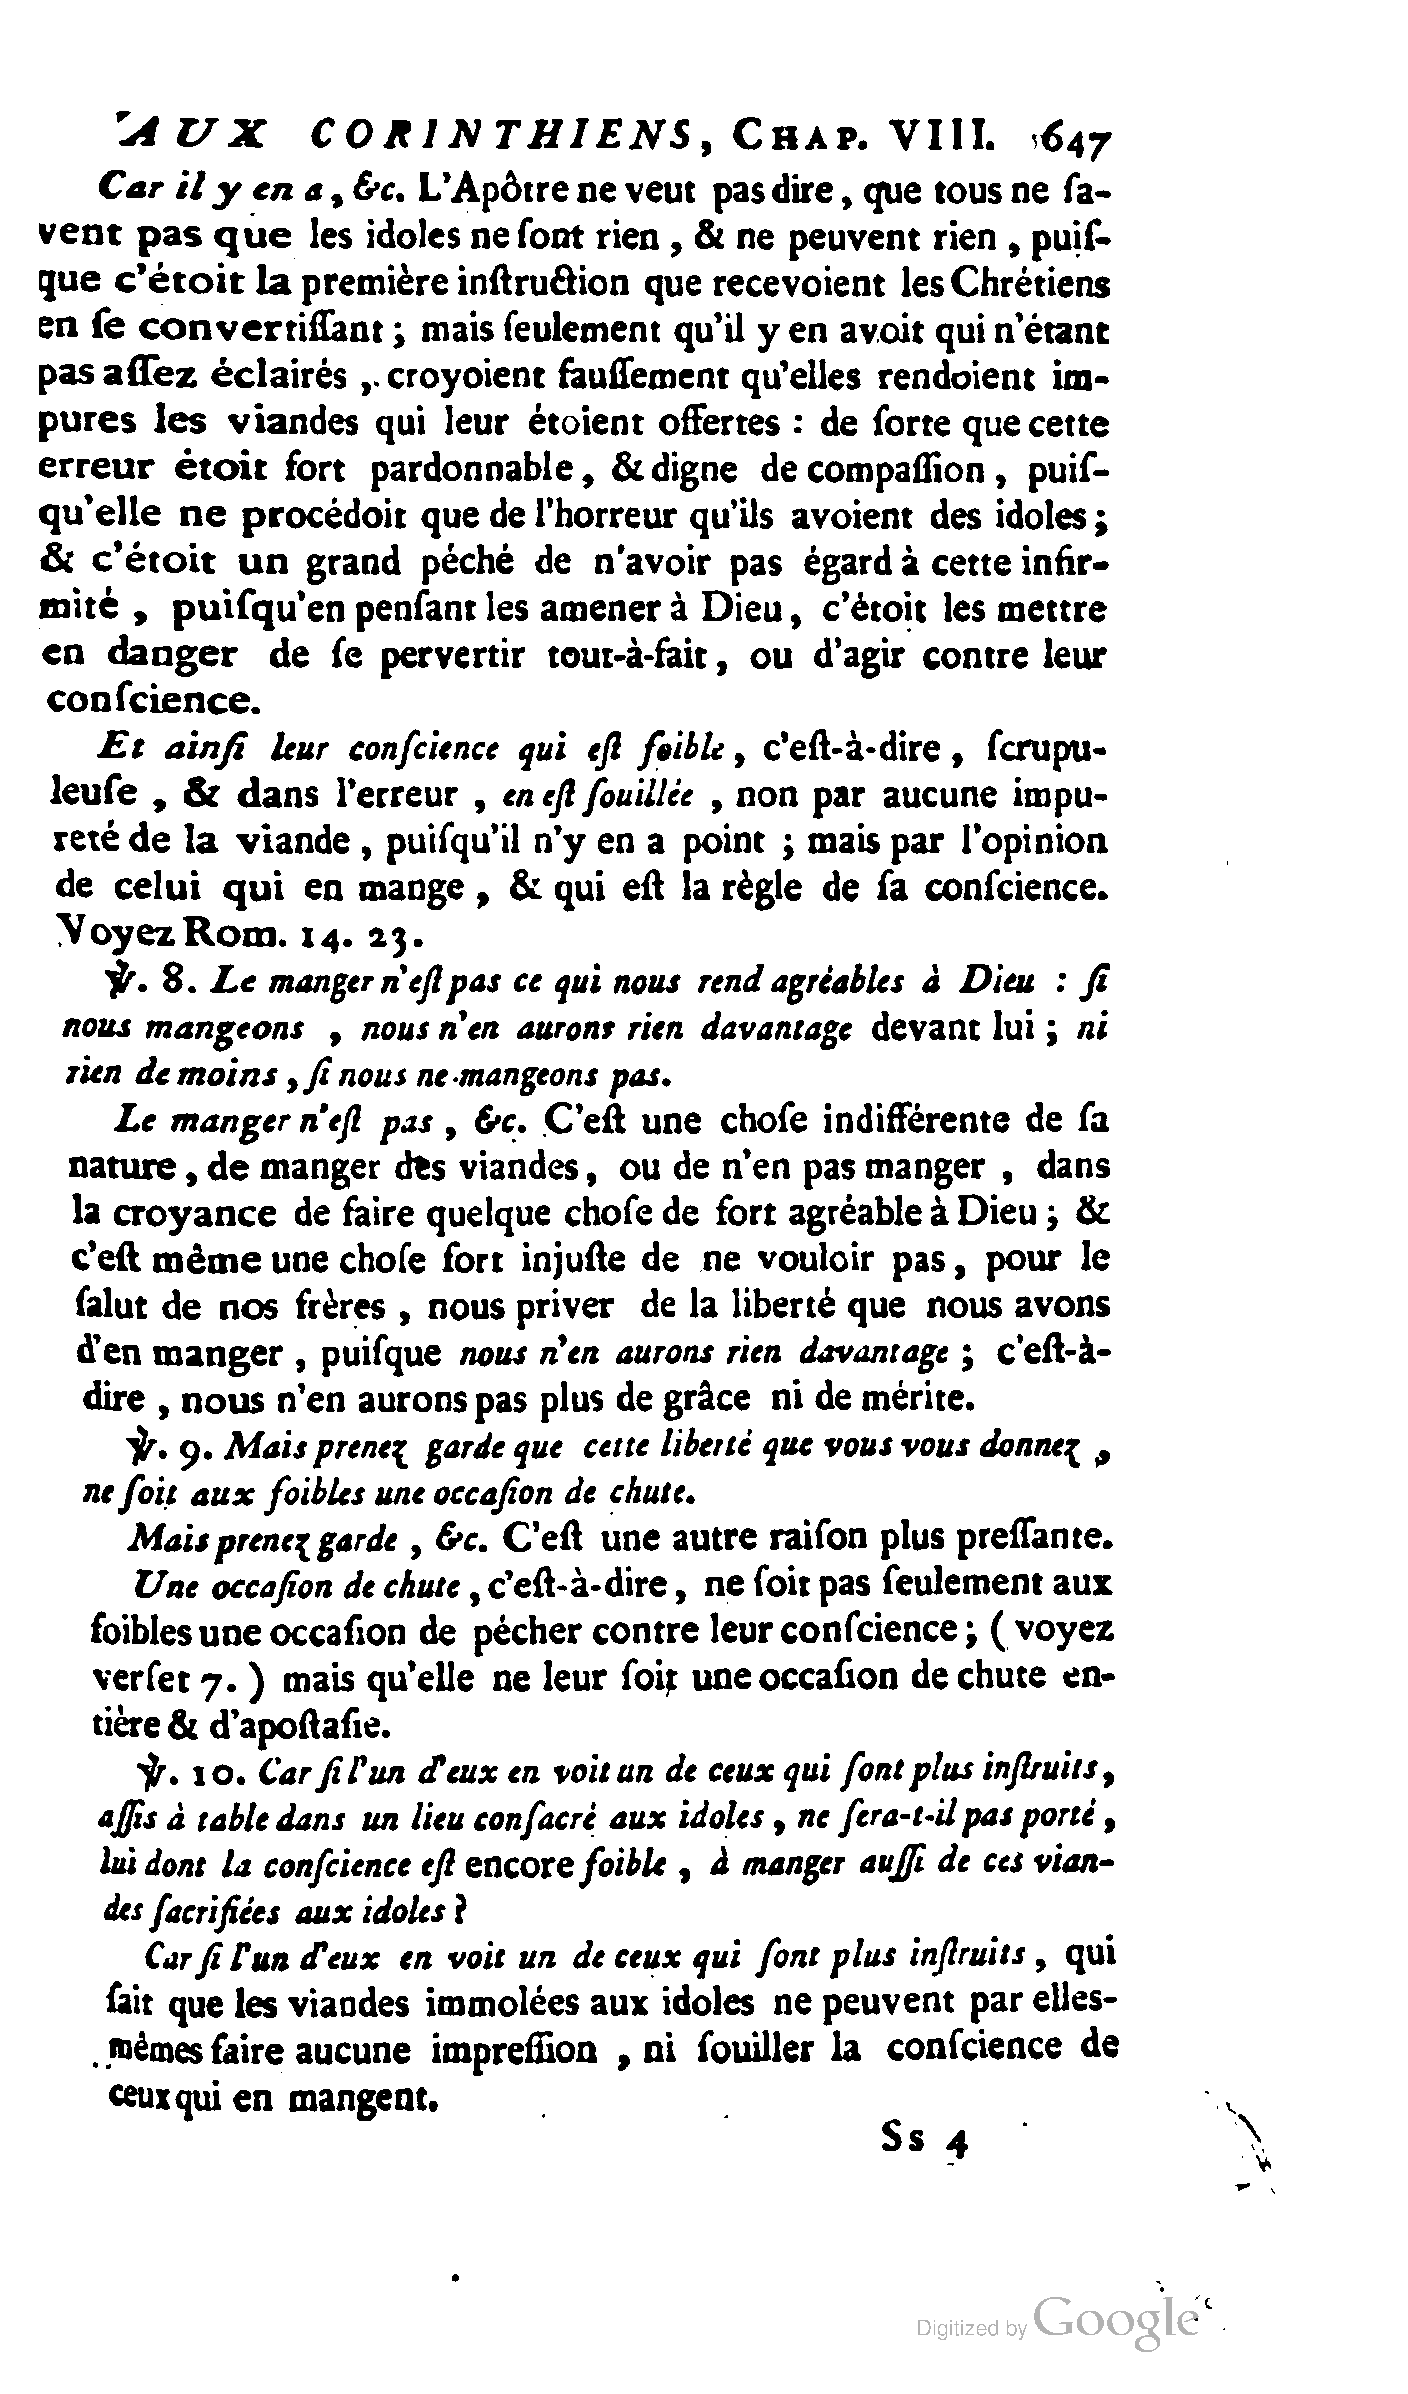 AUX CORINTHIENS, CHAP. VIII. 647
Car il y en a, &c. L'Apôtre ne veut pas dire, que tous ne ſa-
vent pas que les idoles ne ſont rien, & ne peuvent rien, puiſ-
que c'étoit la première inſtruction que recevoient les Chrétiens
en ſe convertiſſant; mais ſeulement qu'il y en avoit qui n'étant
pas aſſez éclairés, croyoient fauſſement qu'elles rendoient im-
pures les viandes qui leur étoient offertes : de ſorte que cette
erreur étoit fort pardonnable, & digne de compaſſion, puiſ-
qu'elle ne procédoit que de l'horreur qu'ils avoient des idoles;
& c'étoit un grand péché de n'avoir pas égard à cette infir-
mité, puiſqu'en penſant les amener à Dieu, c'étoit les mettre
en danger de ſe pervertir tout-à-fait, ou d'agir contre leur
conſcience.
Et ainſi leur conſcience qui eſt foible, c'eſt-à-dire, ſcrupu-
leuſe, & dans l'erreur, en eſt ſouillée, non par aucune impu-
reté de la viande, puiſqu'il n'y en a point; mais par l'opinion
de celui qui en mange, & qui eſt la règle de ſa conſcience.
Voyez Rom. 14. 23.
℣. 8. Le manger n'eſt pas ce qui nous rend agréables à Dieu : ſi
nous mangeons, nous n'en aurons rien davantage devant lui; ni
rien de moins, ſi nous ne mangeons pas.
Le manger n'eſt pas, &c. C'eſt une choſe indifférente de ſa
nature, de manger des viandes, ou de n'en pas manger, dans
la croyance de faire quelque choſe de fort agréable à Dieu; &
c'eſt même une choſe fort injuſte de ne vouloir pas, pour le
ſalut de nos frères, nous priver de la liberté que nous avons
d'en manger, puiſque nous n'en aurons rien davantage; c'eſt-à-
dire, nous n'en aurons pas plus de grâce ni de mérite.
℣. 9. Mais prenez garde que cette liberté que vous vous donnez,
ne ſoit aux foibles une occaſion de chute.
Mais prenez garde, &c. C'eſt une autre raiſon plus preſſante.
Une occaſion de chute, c'eſt-à-dire, ne ſoit pas ſeulement aux
foibles une occaſion de pécher contre leur conſcience; (voyez
verſet 7.) mais qu'elle ne leur ſoit une occaſion de chute en-
tière & d'apoſtaſie.
℣. 10. Car ſi l'un d'eux en voit un de ceux qui ſont plus inſtruits,
aſſis à table dans un lieu conſacré aux idoles, ne ſera-t-il pas porté,
lui dont la conſcience eſt encore foible, à manger auſſi de ces vian-
des ſacrifiées aux idoles?
Car ſi l'un d'eux en voit un de ceux qui ſont plus inſtruits, qui
ſait que les viandes immolées aux idoles ne peuvent par elles-
mêmes faire aucune impreſſion, ni ſouiller la conſcience de
ceux qui en mangent.
Ss 4
Digitized by Google